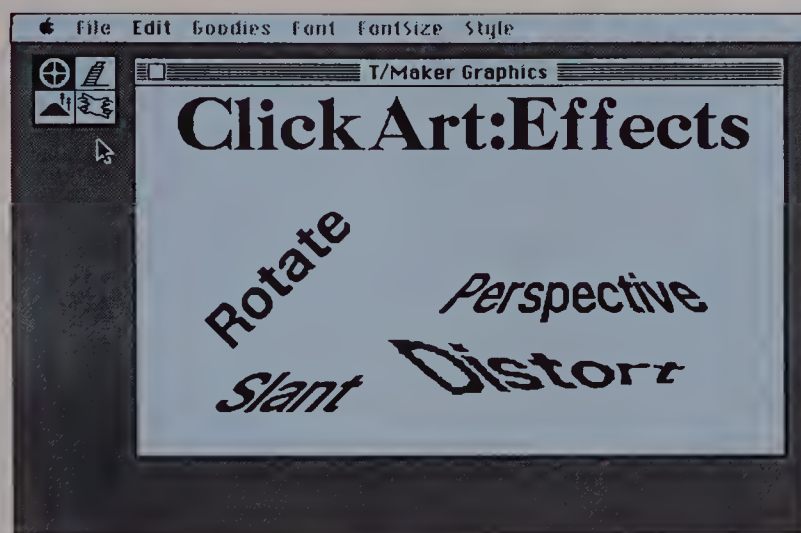 File Edit Goodies Font FontSize Style
T/Maker Graphics
ClickArt:Effects
Rotate
Perspective
Distort
Slant